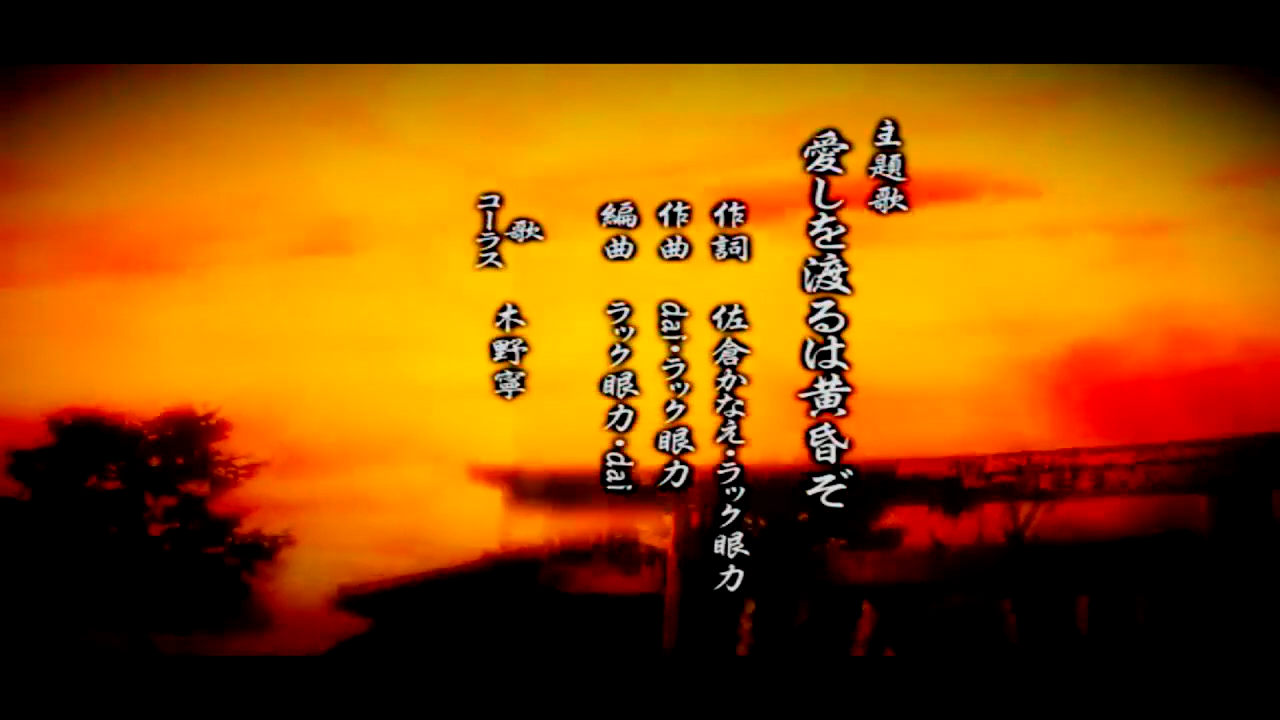 主題歌
愛しを渡るは黄昏ぞ
作詞 佐倉かなえ・ラック眼力
作曲 dai・ラック眼力
編曲 ラック眼力・dai
歌
コーラス 木野寧